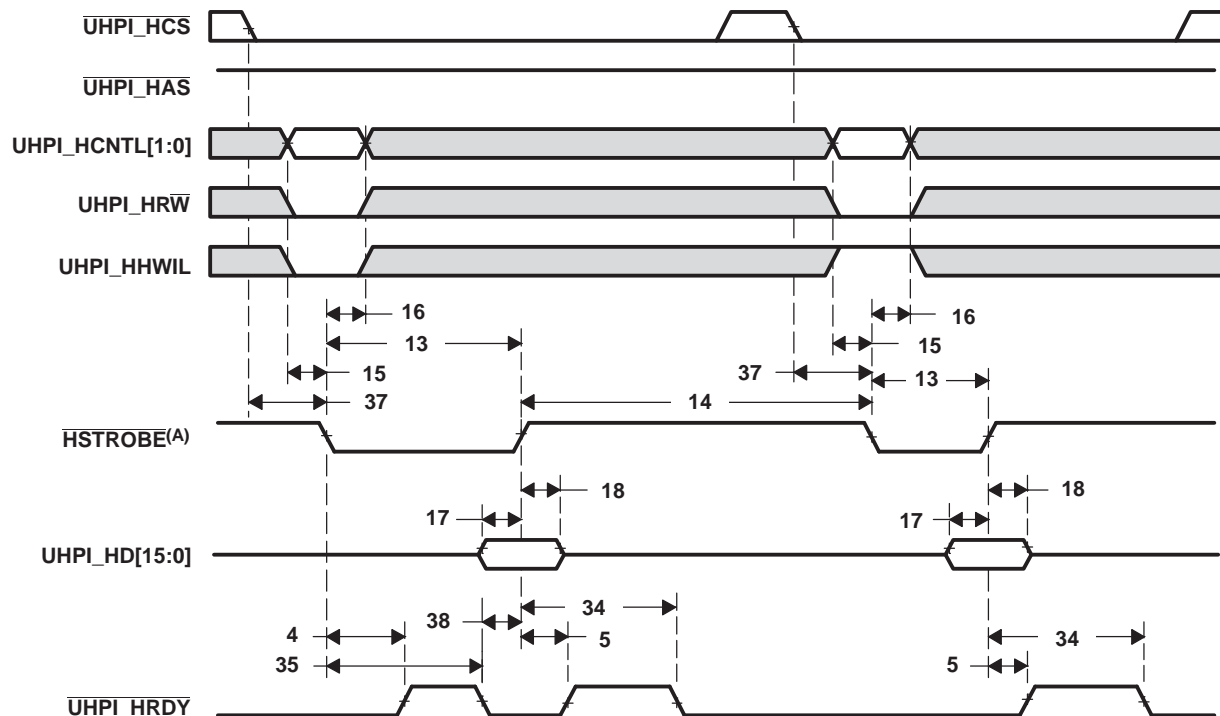 UHPI_HCS
UHPI_HAS
UHPI_HCNTL[1:0]
UHPI_HRW
UHPI_HHWIL
16
16
13
15
15
37
13
37
14
HSTROBE(A)
18
18
17
17
UHPI_HD[15:0]
34
38
4
5
34
35
5
UHPI_HRDY